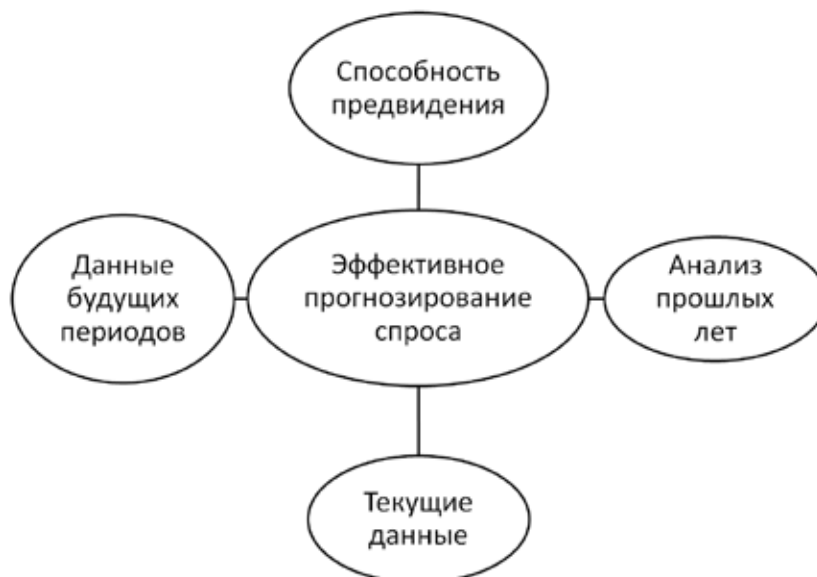 Способность
предвидения
Данные
будущих
периодов
Эффективное
прогнозирование
спроса
Анализ
прошлых
лет
Текущие
данные